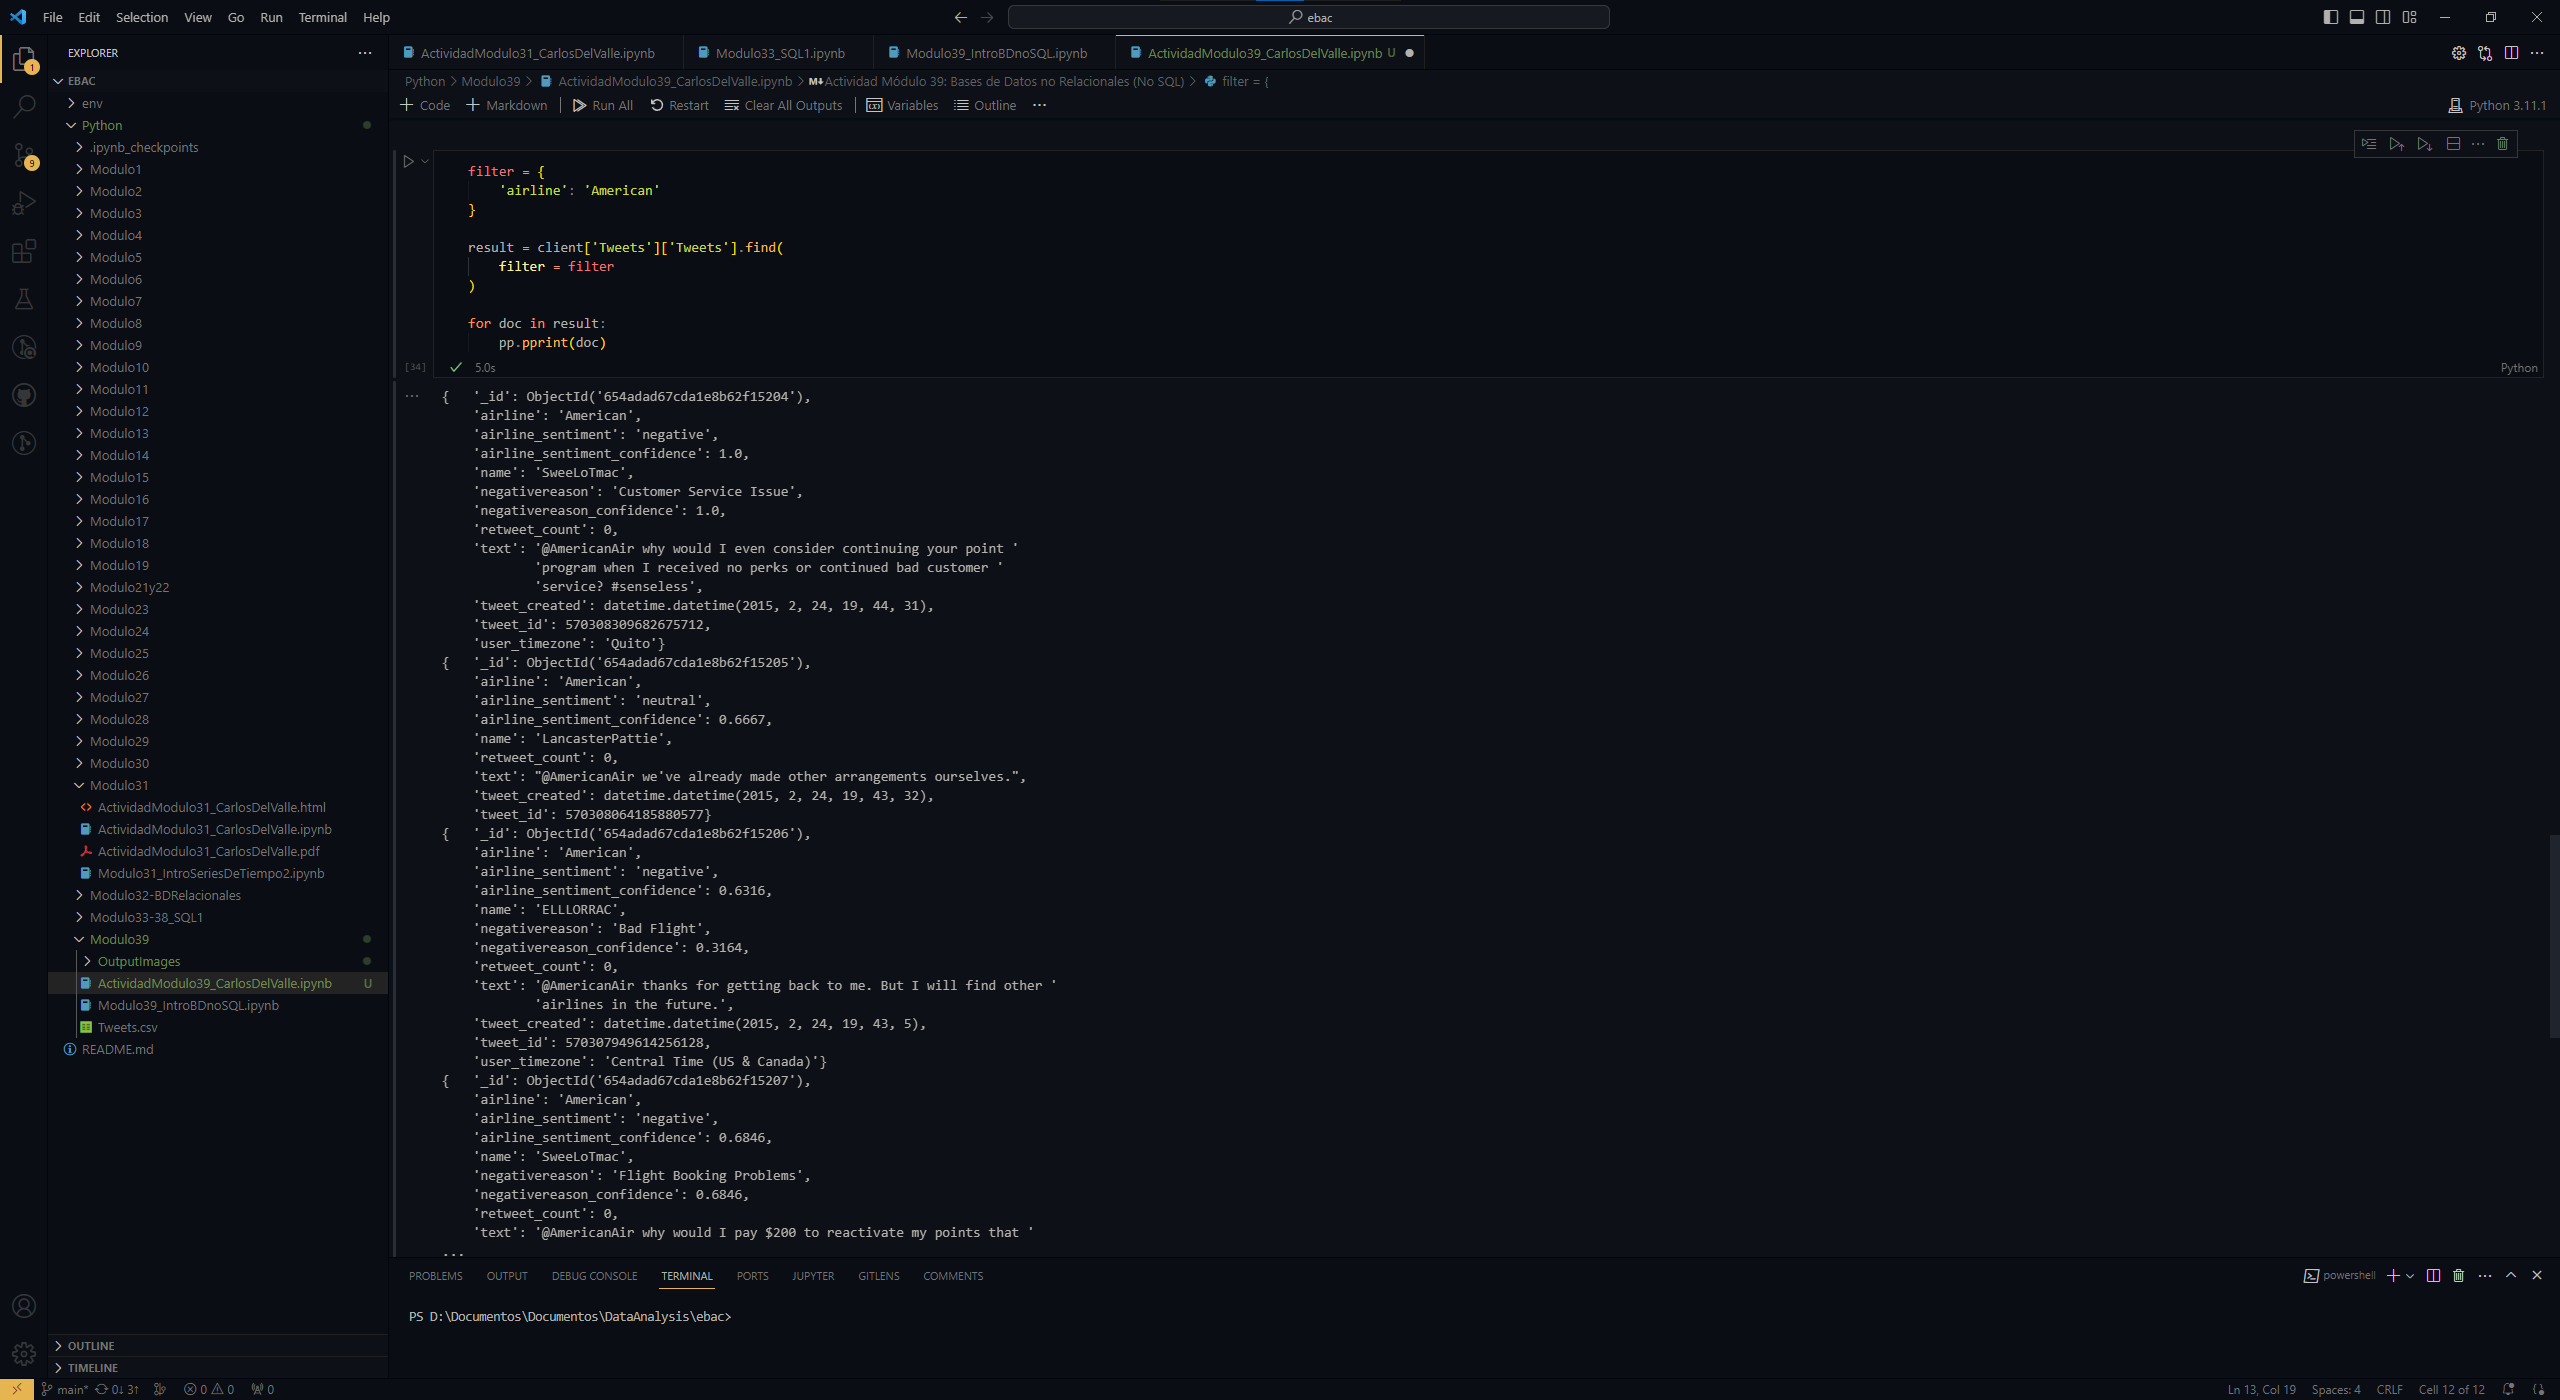 File Edit Selection View Go Run Terminal Help
ebac
EXPLORER
ActividadModulo31_CarlosDelValle.ipynb
Modulo33_SQL1.ipynb
Modulo39_IntroBDnoSQL.ipynb
ActividadModulo39_CarlosDelValle.ipynb U
EBAC
Python > Modulo39 > ActividadModulo39_CarlosDelValle.ipynb > M↓Actividad Módulo 39: Bases de Datos no Relacionales (No SQL) > filter = {
+ Code + Markdown Run All Restart Clear All Outputs Variables Outline ...
Python 3.11.1
env
Python
.ipynb_checkpoints
Modulo1
Modulo2
Modulo3
Modulo4
Modulo5
Modulo6
Modulo7
Modulo8
Modulo9
Modulo10
Modulo11
Modulo12
Modulo13
Modulo14
Modulo15
Modulo16
Modulo17
Modulo18
Modulo19
Modulo21y22
Modulo23
Modulo24
Modulo25
Modulo26
Modulo27
Modulo28
Modulo29
Modulo30
Modulo31
ActividadModulo31_CarlosDelValle.html
ActividadModulo31_CarlosDelValle.ipynb
ActividadModulo31_CarlosDelValle.pdf
Modulo31_IntroSeriesDeTiempo2.ipynb
Modulo32-BDRelacionales
Modulo33-38_SQL1
Modulo39
OutputImages
ActividadModulo39_CarlosDelValle.ipynb U
Modulo39_IntroBDnoSQL.ipynb
Tweets.csv
README.md
OUTLINE
TIMELINE
1
9
filter = {
'airline': 'American'
}
result = client['Tweets']['Tweets'].find(
filter = filter
)
for doc in result:
pp.pprint(doc)
[34] 5.0s
Python
{ '_id': ObjectId('654adad67cda1e8b62f15204'),
'airline': 'American',
'airline_sentiment': 'negative',
'airline_sentiment_confidence': 1.0,
'name': 'SweeLoTmac',
'negativereason': 'Customer Service Issue',
'negativereason_confidence': 1.0,
'retweet_count': 0,
'text': '@AmericanAir why would I even consider continuing your point '
'program when I received no perks or continued bad customer '
'service? #senseless',
'tweet_created': datetime.datetime(2015, 2, 24, 19, 44, 31),
'tweet_id': 570308309682675712,
'user_timezone': 'Quito'}
{ '_id': ObjectId('654adad67cda1e8b62f15205'),
'airline': 'American',
'airline_sentiment': 'neutral',
'airline_sentiment_confidence': 0.6667,
'name': 'LancasterPattie',
'retweet_count': 0,
'text': "@AmericanAir we've already made other arrangements ourselves.",
'tweet_created': datetime.datetime(2015, 2, 24, 19, 43, 32),
'tweet_id': 570308064185880577}
{ '_id': ObjectId('654adad67cda1e8b62f15206'),
'airline': 'American',
'airline_sentiment': 'negative',
'airline_sentiment_confidence': 0.6316,
'name': 'ELLLORRAC',
'negativereason': 'Bad Flight',
'negativereason_confidence': 0.3164,
'retweet_count': 0,
'text': '@AmericanAir thanks for getting back to me. But I will find other '
'airlines in the future.',
'tweet_created': datetime.datetime(2015, 2, 24, 19, 43, 5),
'tweet_id': 570307949614256128,
'user_timezone': 'Central Time (US & Canada)'}
{ '_id': ObjectId('654adad67cda1e8b62f15207'),
'airline': 'American',
'airline_sentiment': 'negative',
'airline_sentiment_confidence': 0.6846,
'name': 'SweeLoTmac',
'negativereason': 'Flight Booking Problems',
'negativereason_confidence': 0.6846,
'retweet_count': 0,
'text': '@AmericanAir why would I pay $200 to reactivate my points that '
...
PROBLEMS OUTPUT DEBUG CONSOLE TERMINAL PORTS JUPYTER GITLENS COMMENTS
powershell
PS D:\Documentos\Documentos\DataAnalysis\ebac>
main* 0↓ 3↑ 0 0 0
Ln 13, Col 19 Spaces: 4 CRLF Cell 12 of 12